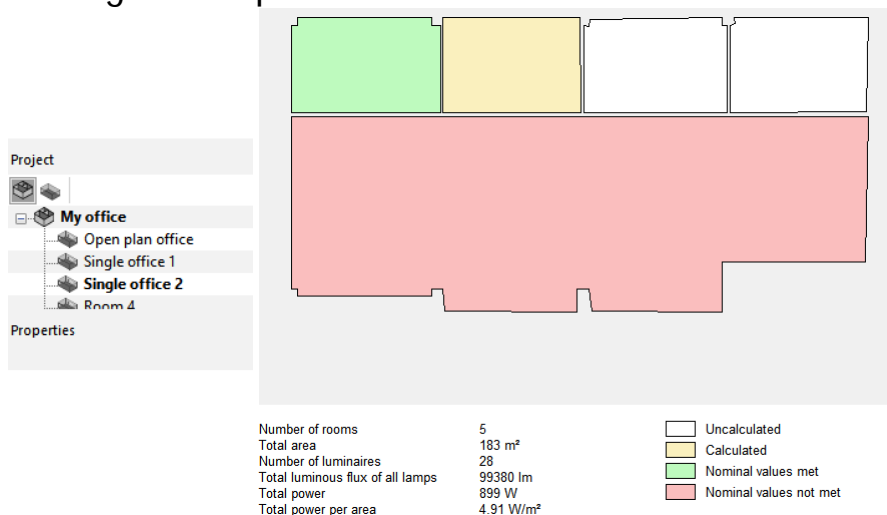 Project
My office
Open plan office
Single office 1
Single office 2
Room 4
Properties
Number of rooms 5
Total area 183 m²
Number of luminaires 28
Total luminous flux of all lamps 99380 lm
Total power 899 W
Total power per area 4.91 W/m²
Uncalculated
Calculated
Nominal values met
Nominal values not met